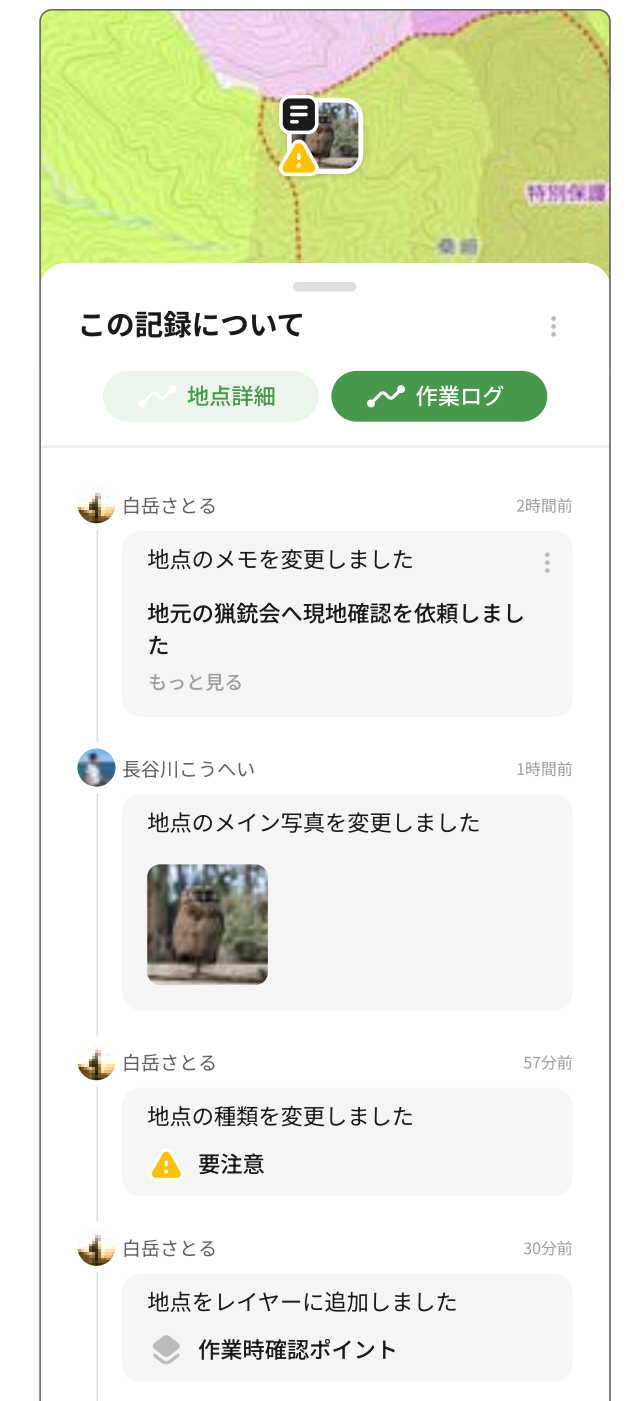 特別保護
この記録について
地点詳細
作業ログ
白岳さとる
2時間前
地点のメモを変更しました
地元の猟銃会へ現地確認を依頼しまし
た
もっと見る
長谷川こうへい
1時間前
地点のメイン写真を変更しました
白岳さとる
57分前
地点の種類を変更しました
要注意
白岳さとる
30分前
地点をレイヤーに追加しました
作業時確認ポイント